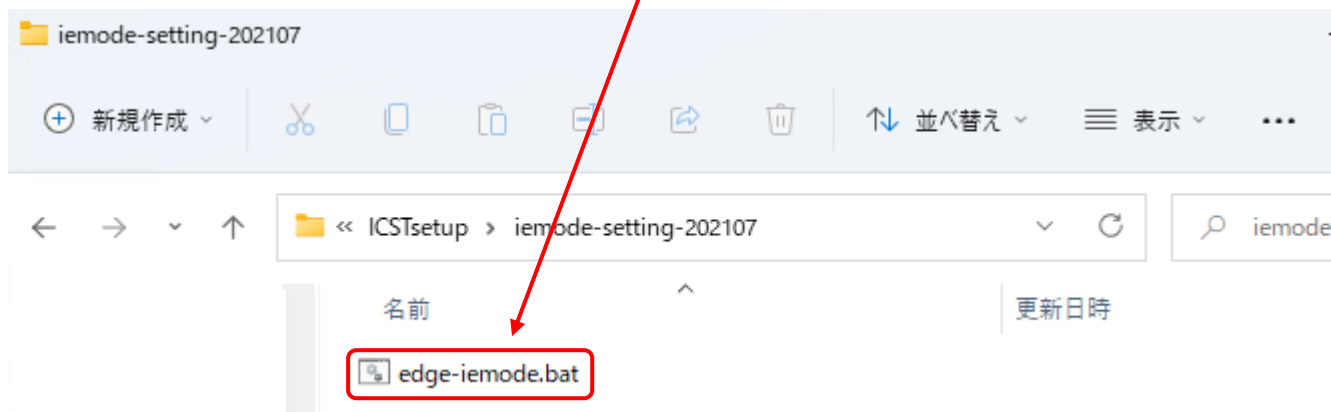 iemode-setting-202107
新規作成 並べ替え 表示 •••
« ICSTsetup > iemode-setting-202107 iemode
名前 更新日時
edge-iemode.bat